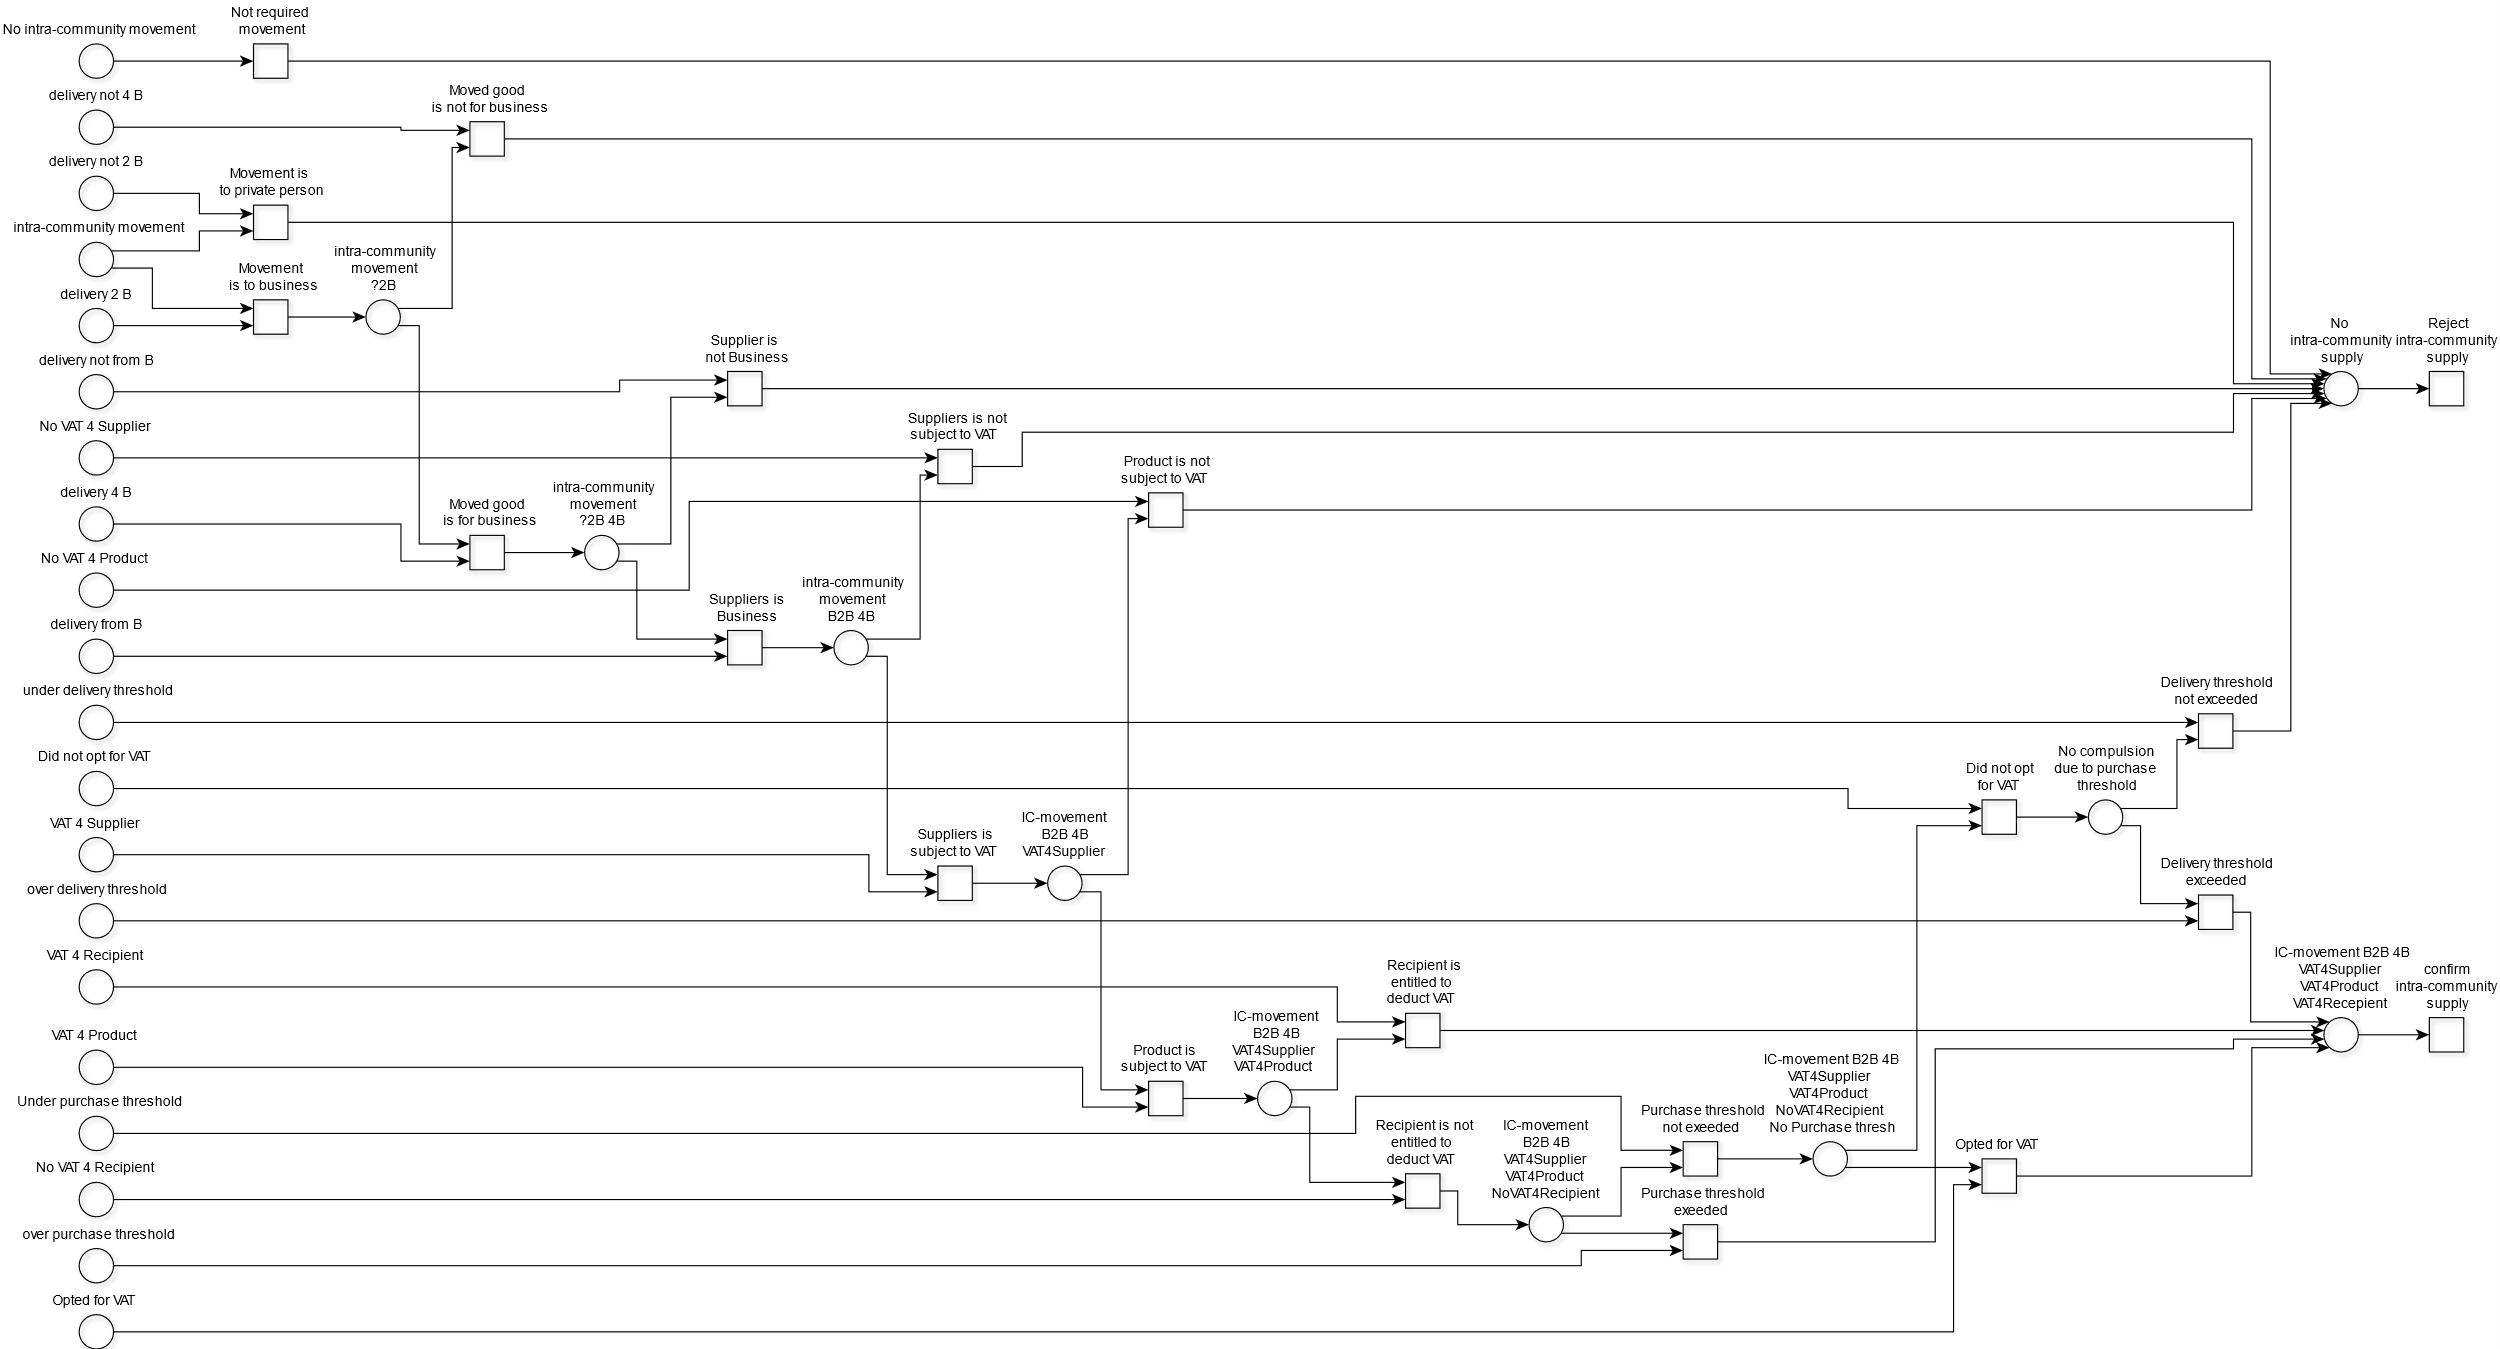 No intra-community movement
Not required
movement
delivery not 4 B
Moved good
is not for business
delivery not 2 B
Movement is
to private person
intra-community movement
intra-community
movement
?2B
Movement
is to business
delivery 2 B
No
intra-community
supply
Reject
intra-community
supply
Supplier is
not Business
delivery not from B
Suppliers is not
subject to VAT
No VAT 4 Supplier
Product is not
subject to VAT
delivery 4 B
Moved good
is for business
intra-community
movement
?2B 4B
No VAT 4 Product
Suppliers is
Business
intra-community
movement
B2B 4B
delivery from B
under delivery threshold
Delivery threshold
not exceeded
Did not opt for VAT
Did not opt
for VAT
No compulsion
due to purchase
threshold
VAT 4 Supplier
Suppliers is
subject to VAT
IC-movement
B2B 4B
VAT4Supplier
Delivery threshold
exceeded
over delivery threshold
VAT 4 Recipient
Recipient is
entitled to
deduct VAT
IC-movement B2B 4B
VAT4Supplier
VAT4Product
VAT4Recepient
confirm
intra-community
supply
VAT 4 Product
Product is
subject to VAT
IC-movement
B2B 4B
VAT4Supplier
VAT4Product
IC-movement B2B 4B
VAT4Supplier
VAT4Product
NoVAT4Recipient
No Purchase thresh
Under purchase threshold
Recipient is not
entitled to
deduct VAT
IC-movement
B2B 4B
VAT4Supplier
VAT4Product
NoVAT4Recipient
Purchase threshold
not exeeded
Opted for VAT
No VAT 4 Recipient
Purchase threshold
exeeded
over purchase threshold
Opted for VAT